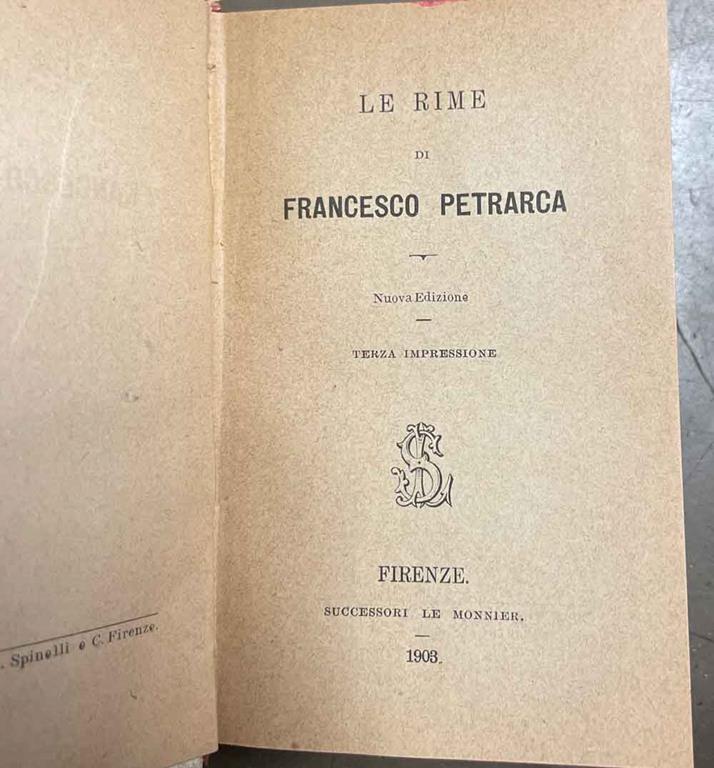 . Spinelli e C. Firenze.
LE RIME
DI
FRANCESCO PETRARCA
Nuova Edizione
TERZA IMPRESSIONE
FIRENZE.
SUCCESSORI LE MONNIER.
1903.